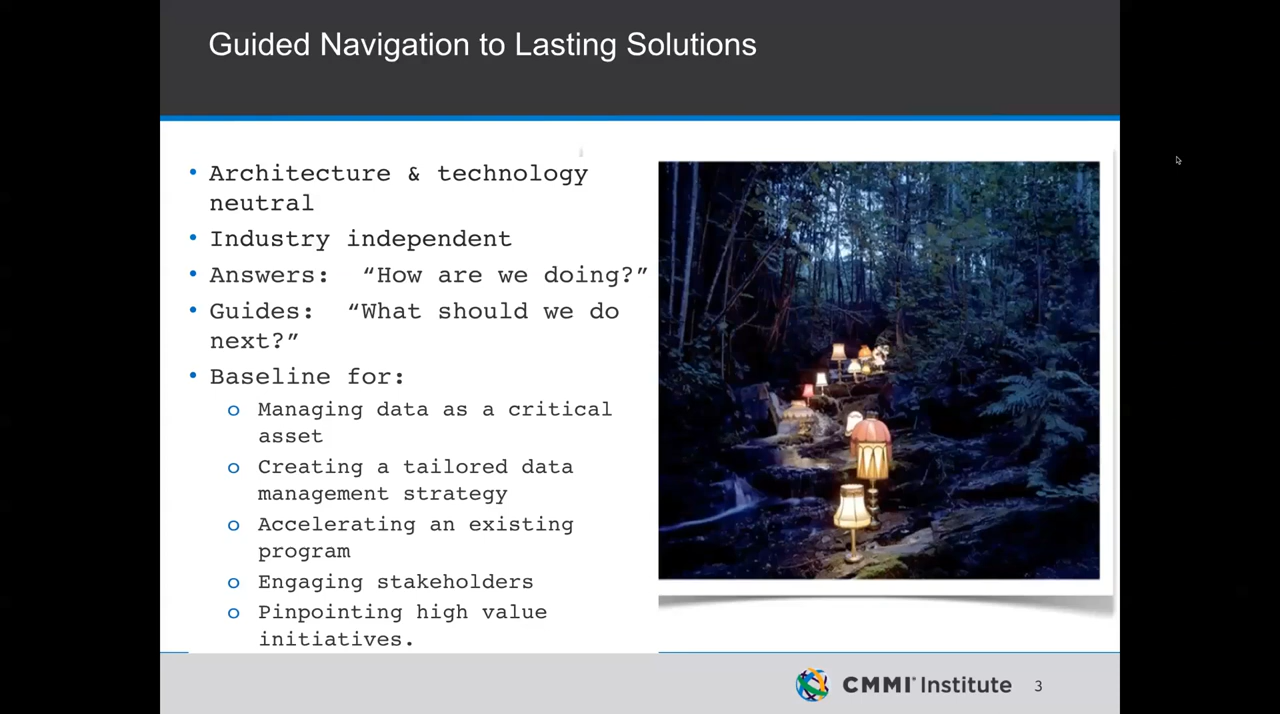 Guided Navigation to Lasting Solutions
• Architecture & technology
neutral
• Industry independent
• Answers:  “How are we doing?”
• Guides:  “What should we do
next?”
• Baseline for:
o Managing data as a critical
asset
o Creating a tailored data
management strategy
o Accelerating an existing
program
o Engaging stakeholders
o Pinpointing high value
initiatives.
CMMI® Institute 3